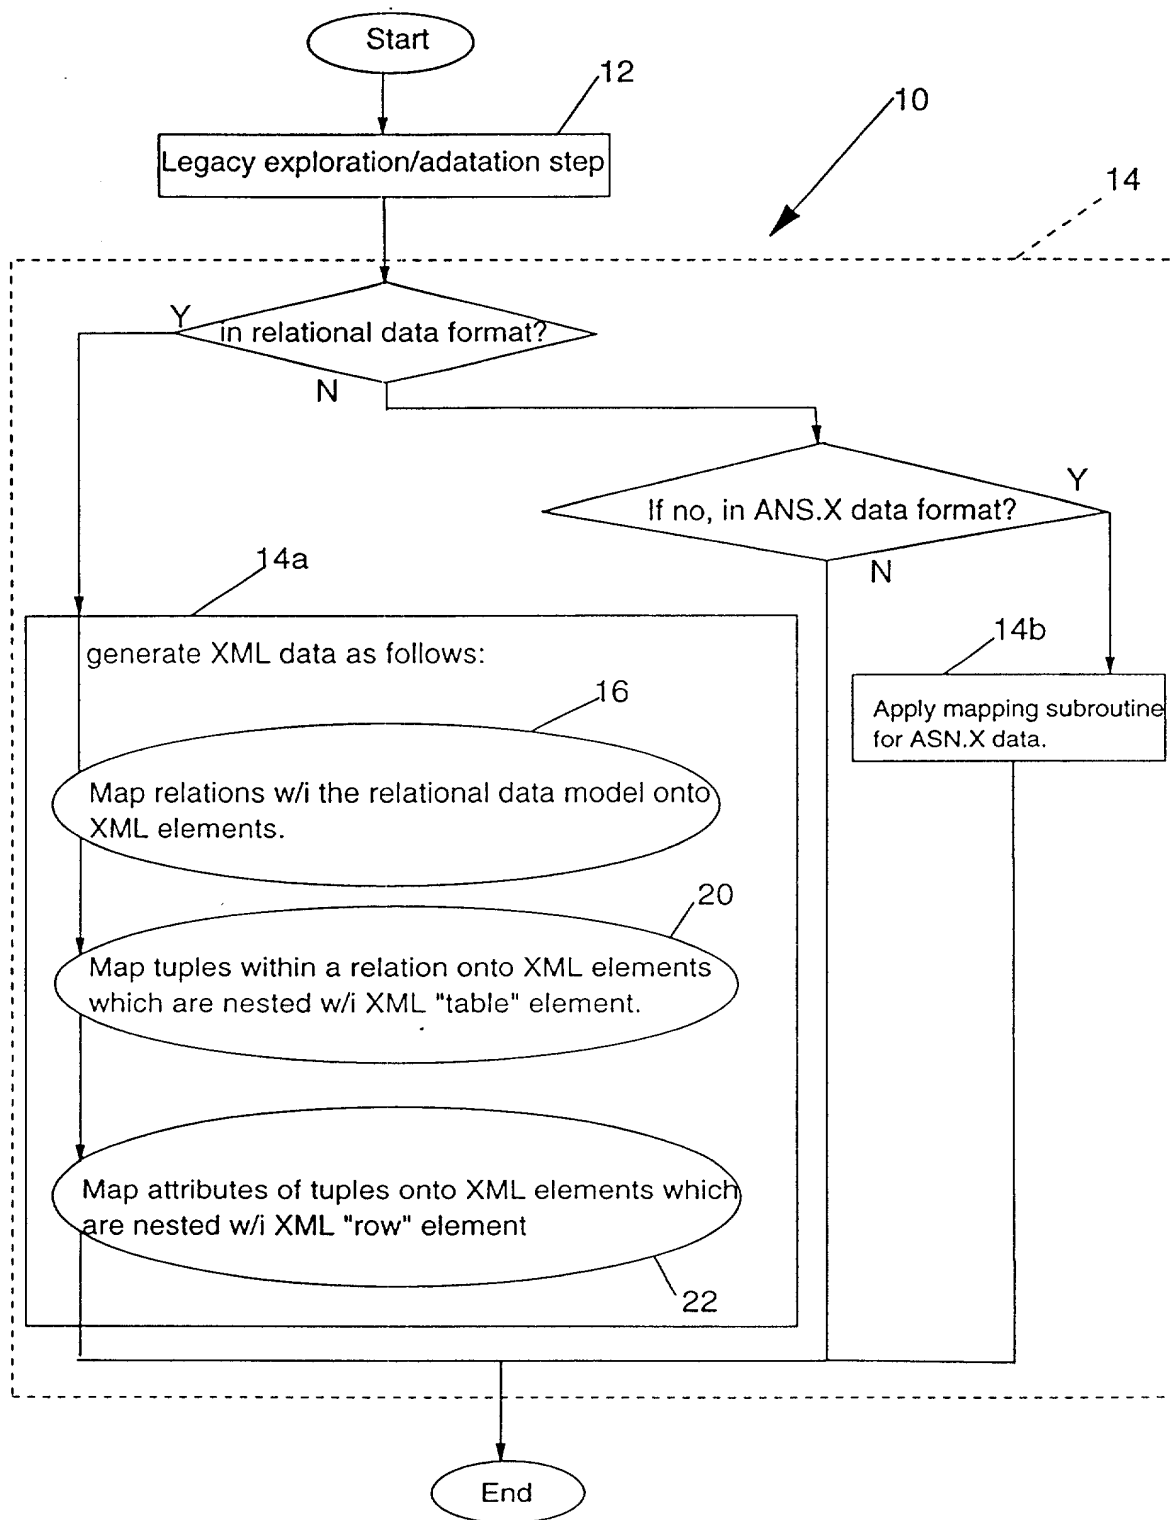 Start
12
10
Legacy exploration/adatation step
14
Y
in relational data format?
N
Y
If no, in ANS.X data format?
N
14a
14b
generate XML data as follows:
16
Apply mapping subroutine
for ASN.X data.
Map relations w/i the relational data model onto
XML elements.
20
Map tuples within a relation onto XML elements
which are nested w/i XML "table" element.
Map attributes of tuples onto XML elements which
are nested w/i XML "row" element
22
End